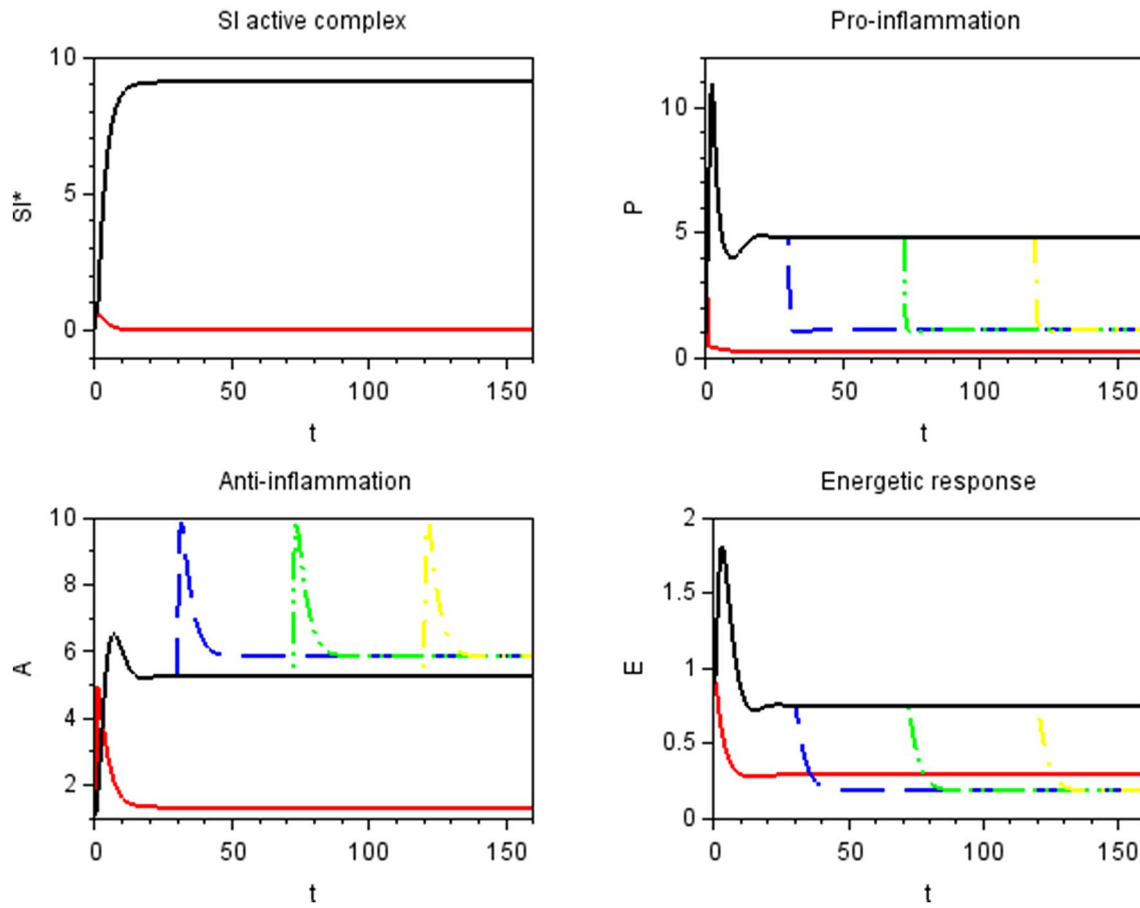 SI active complex
10
5
0
SI*
0
50
100
150
t
Pro-inflammation
10
5
0
P
0
50
100
150
t
Anti-inflammation
10
8
6
4
2
A
0
50
100
150
t
Energetic response
2
1.5
1
0.5
0
E
0
50
100
150
t